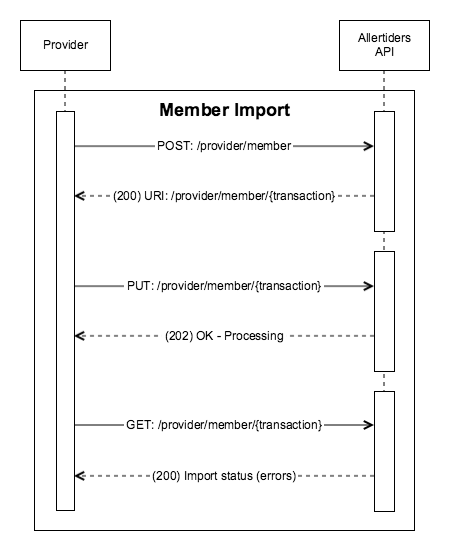 Provider
Allertiders
API
Member Import
POST: /provider/member
(200) URI: /provider/member/{transaction}
PUT: /provider/member/{transaction}
(202) OK - Processing
GET: /provider/member/{transaction}
(200) Import status (errors)